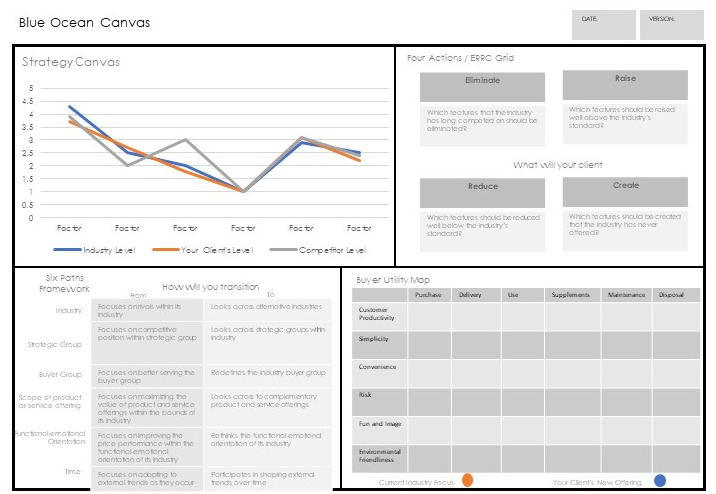 Blue Ocean Canvas
DATE:
VERSION:
Strategy Canvas
5
4.5
4
3.5
3
2.5
2
1.5
1
0.5
0
Factor Factor Factor Factor Factor Factor
Industry Level Your Client's Level Competitor Level
Four Actions / ERRC Grid
Eliminate
Which features that the industry
has long competed on should be
eliminated?
Raise
Which features should be raised
well above the industry's
standard?
What will your client
Reduce
Which features should be reduced
well below the industry's
standard?
Create
Which features should be created
that the industry has never
offered?
Six Paths
Framework
How will you transition
From To
Industry
Focuses on rivals within its
industry
Looks across alternative industries
Strategic Group
Focuses on competitive
position within strategic group
Looks across strategic groups within
industry
Buyer Group
Focuses on better serving the
buyer group
Redefines the industry buyer group
Scope of product
or service offering
Focuses on maximizing the
value of product and service
offerings within the bounds of
its industry
Looks across to complementary
product and service offerings
Functional-emotional
Orientation
Focuses on improving the
price performance within the
functional-emotional
orientation of its industry
Rethinks the functional-emotional
orientation of its industry
Time
Focuses on adapting to
external trends as they occur
Participates in shaping external
trends over time
Buyer Utility Map
Purchase Delivery Use Supplements Maintenance Disposal
Customer
Productivity
Simplicity
Convenience
Risk
Fun and Image
Environmental
Friendliness
Current Industry Focus
Your Client's New Offering